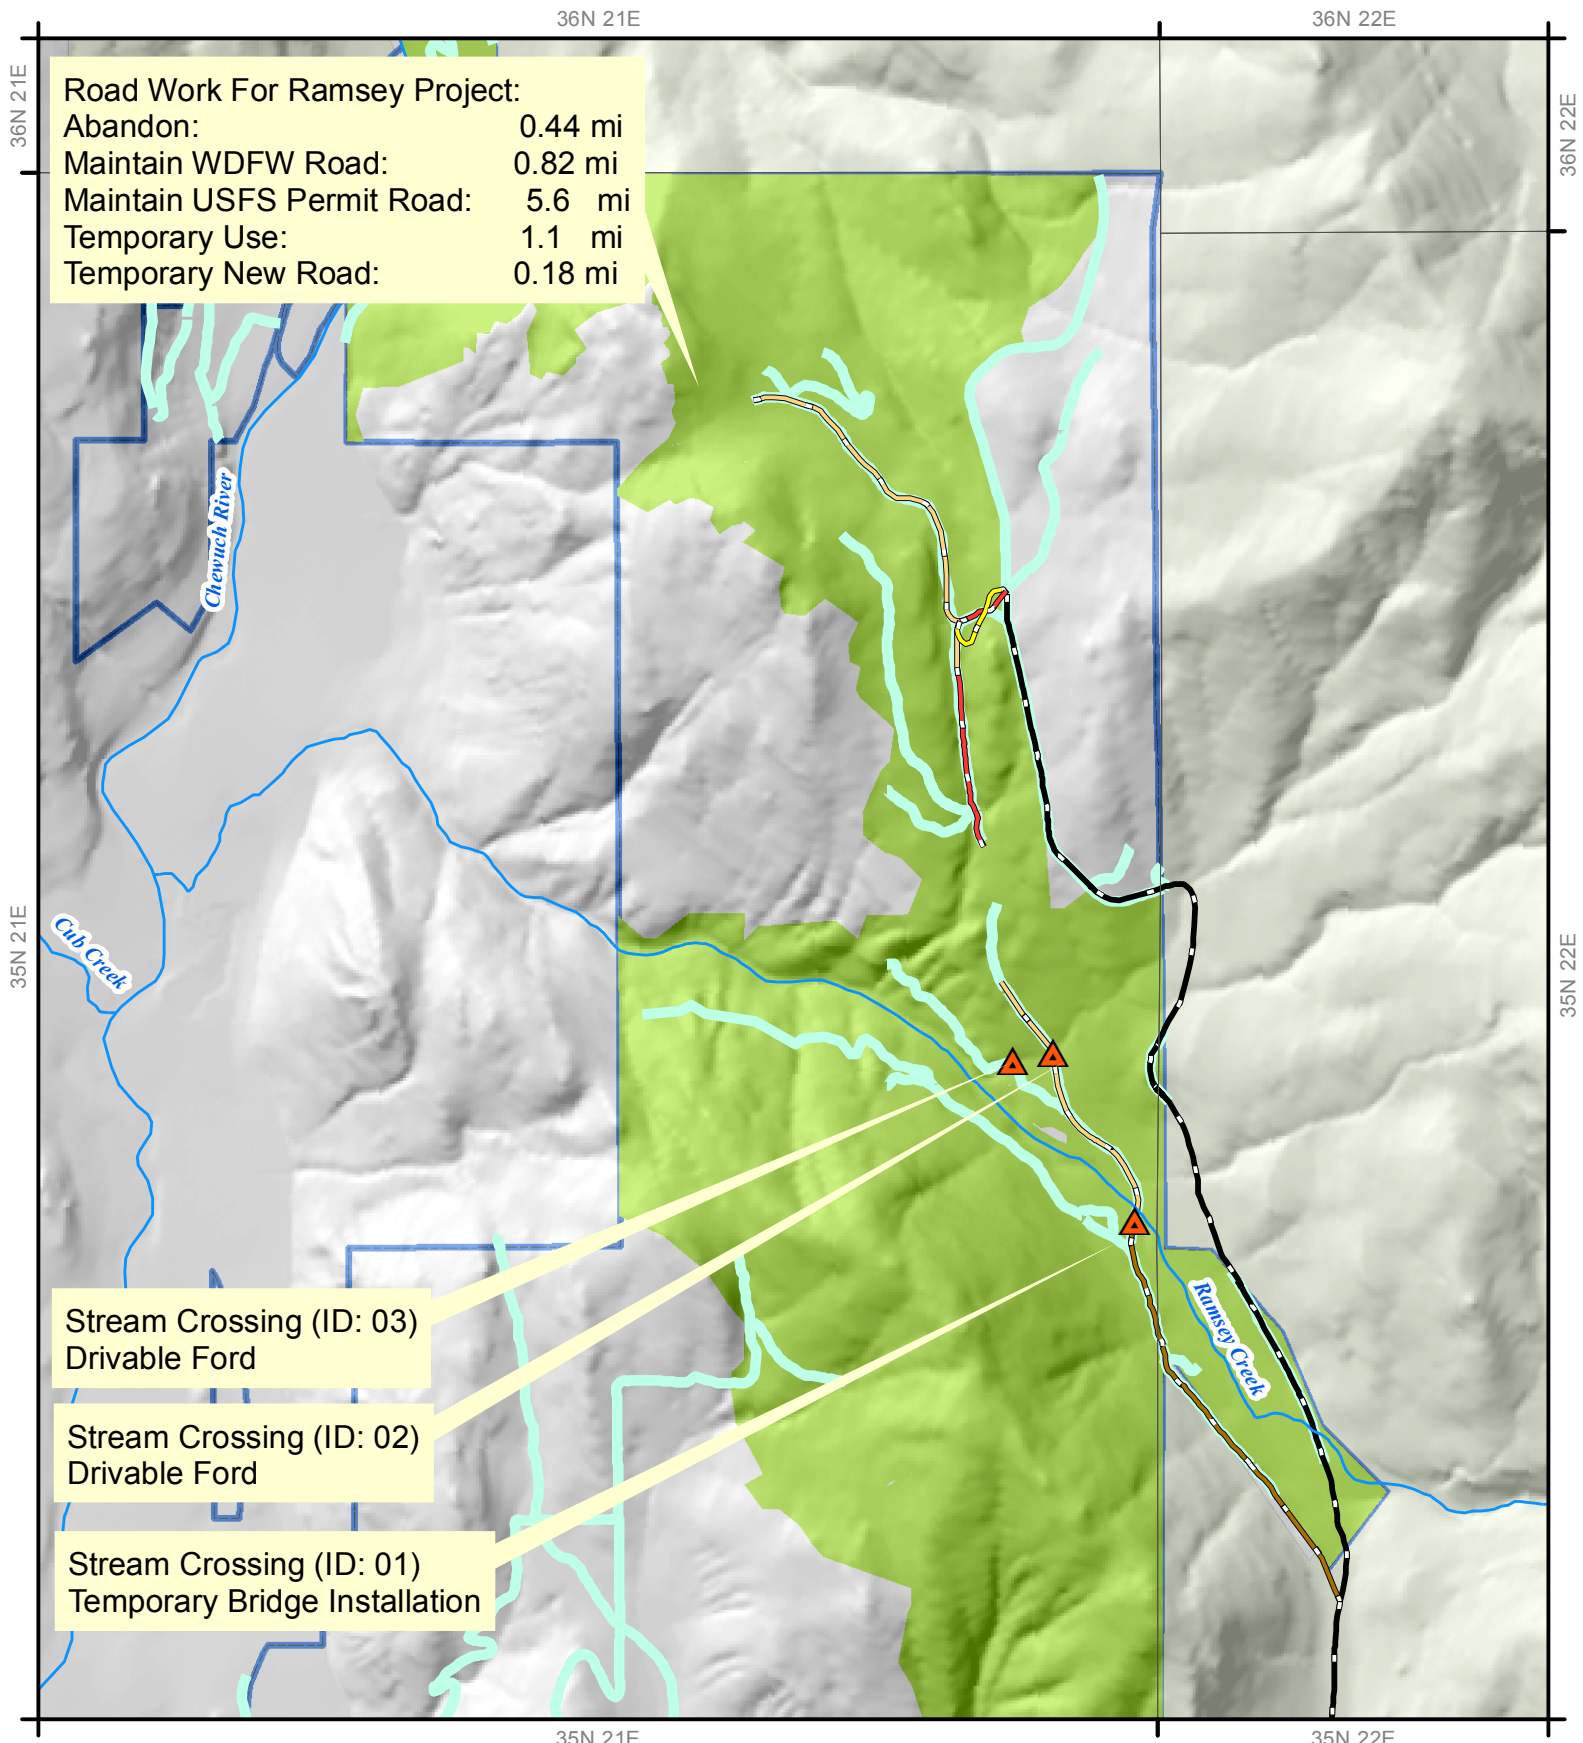 36N 21E
36N 22E
36N 21E
36N 22E
Road Work For Ramsey Project:
Abandon: 0.44 mi
Maintain WDFW Road: 0.82 mi
Maintain USFS Permit Road: 5.6 mi
Temporary Use: 1.1 mi
Temporary New Road: 0.18 mi
Chewuch River
Cub Creek
35N 21E
35N 22E
Ramsey Creek
Stream Crossing (ID: 03)
Drivable Ford
Stream Crossing (ID: 02)
Drivable Ford
Stream Crossing (ID: 01)
Temporary Bridge Installation
35N 21E
35N 22E